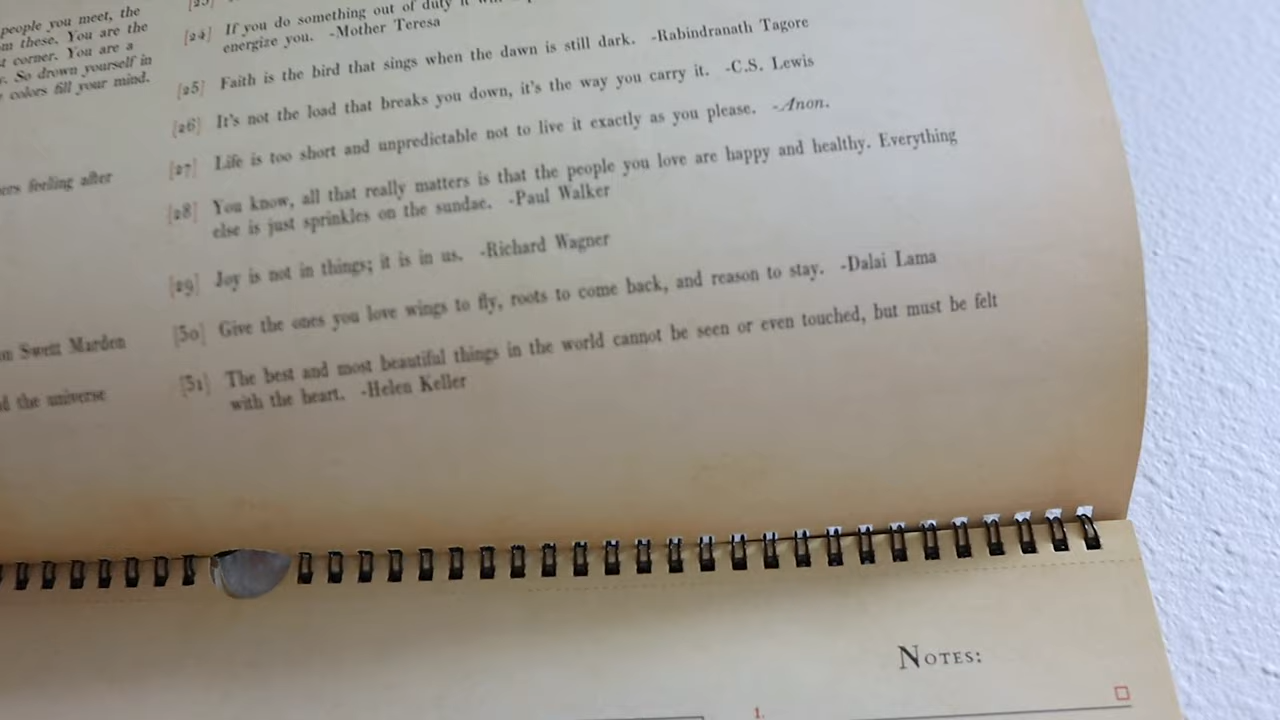 people you meet, the
these. You are the
corner. You are a
So drown yourself in
colors fill your mind.
feeling after
Swett Marden
the universe
[24] If you do something out of duty it
energize you. -Mother Teresa
[25] Faith is the bird that sings when the dawn is still dark. -Rabindranath Tagore
[26] It's not the load that breaks you down, it's the way you carry it. -C.S. Lewis
[27] Life is too short and unpredictable not to live it exactly as you please. -Anon.
[28] You know, all that really matters is that the people you love are happy and healthy. Everything
else is just sprinkles on the sundae. -Paul Walker
[29] Joy is not in things; it is in us. -Richard Wagner
[30] Give the ones you love wings to fly, roots to come back, and reason to stay. -Dalai Lama
[31] The best and most beautiful things in the world cannot be seen or even touched, but must be felt
with the heart. -Helen Keller
NOTES:
1.